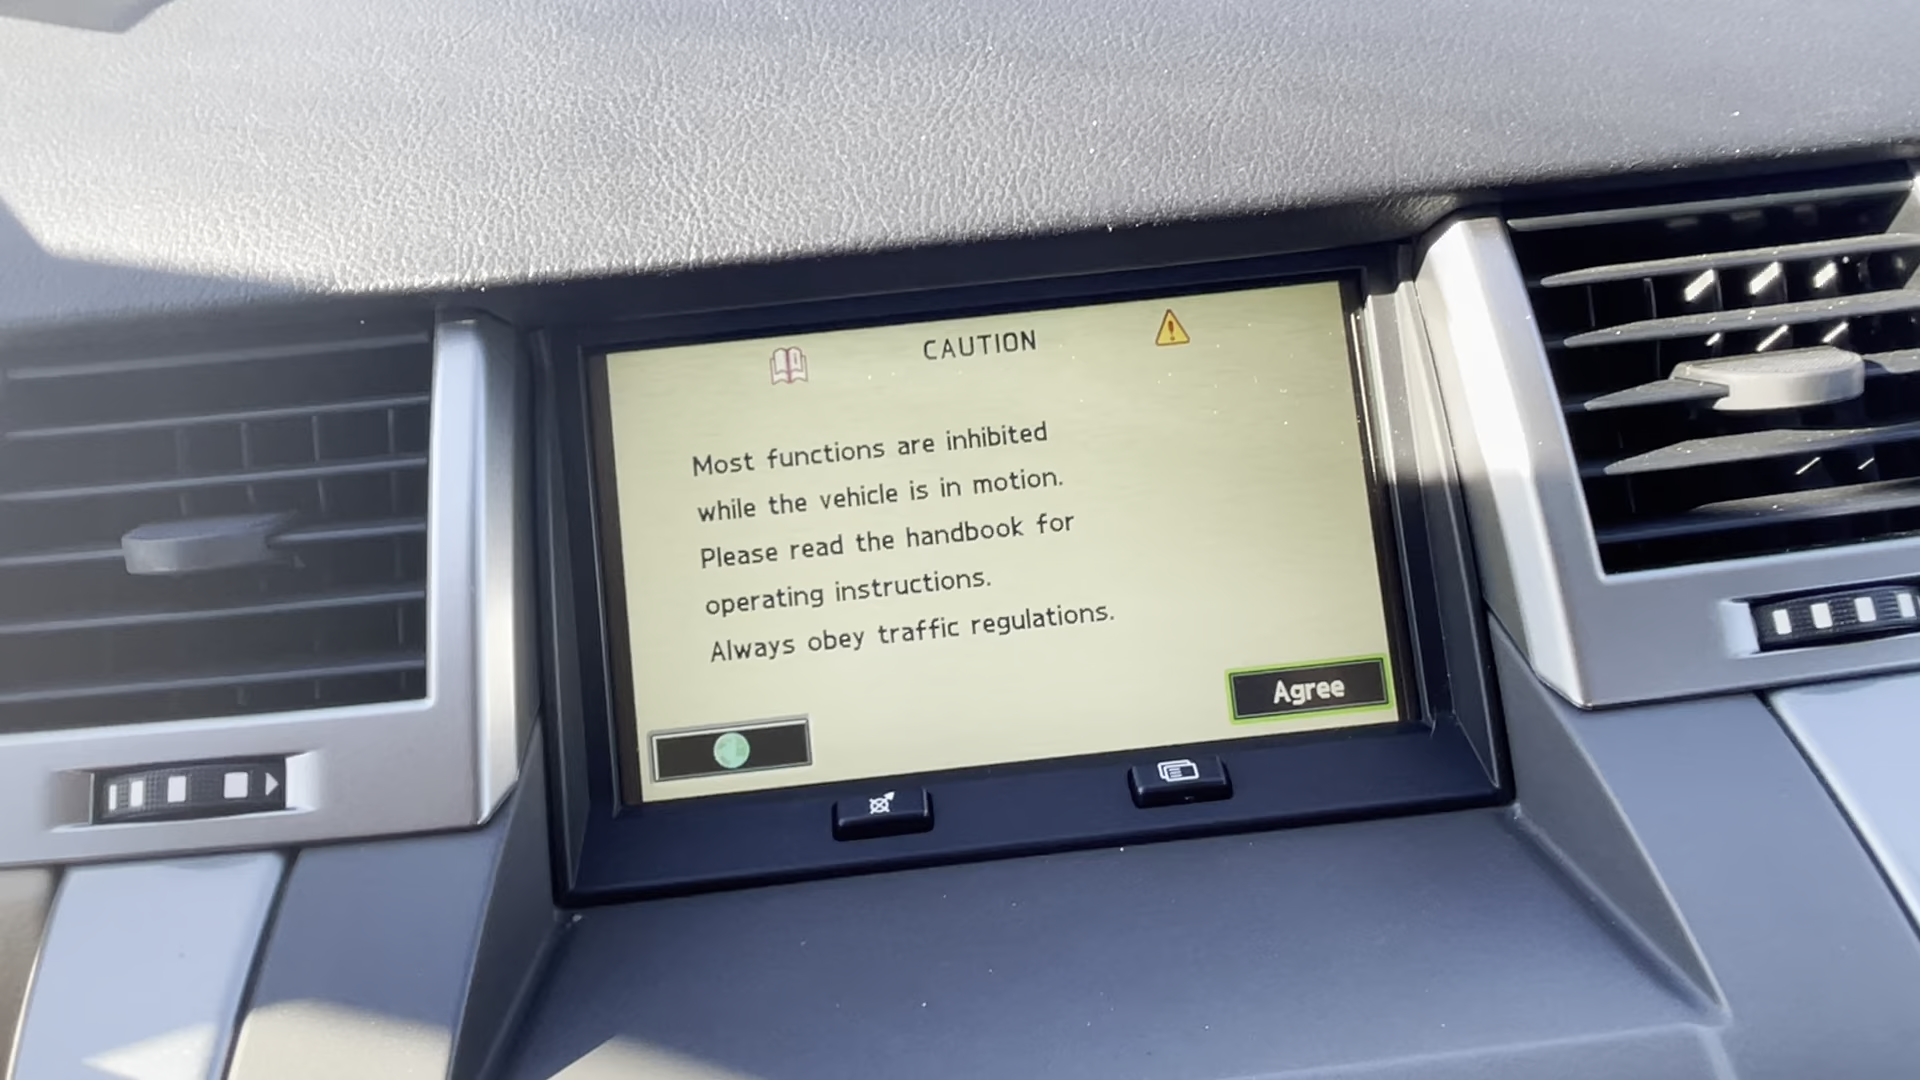 CAUTION
Most functions are inhibited
while the vehicle is in motion.
Please read the handbook for
operating instructions.
Always obey traffic regulations.
Agree